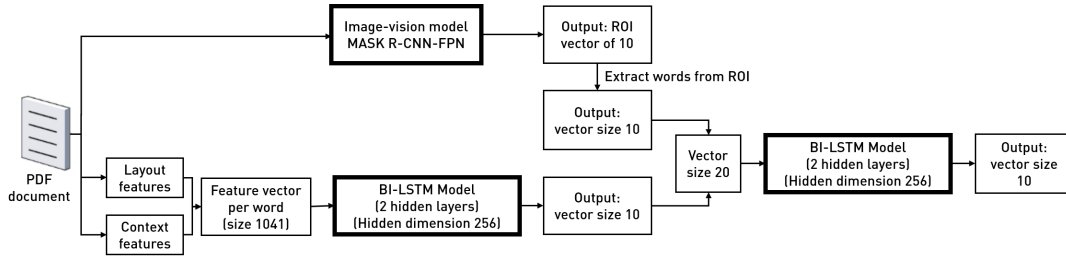 Image-vision model
MASK R-CNN-FPN
Output: ROI
vector of 10
Extract words from ROI
Output:
vector size 10
PDF
document
Layout
features
Context
features
Feature vector
per word
(size 1041)
BI-LSTM Model
(2 hidden layers)
(Hidden dimension 256)
Output:
vector size 10
Vector
size 20
BI-LSTM Model
(2 hidden layers)
(Hidden dimension 256)
Output:
vector size
10